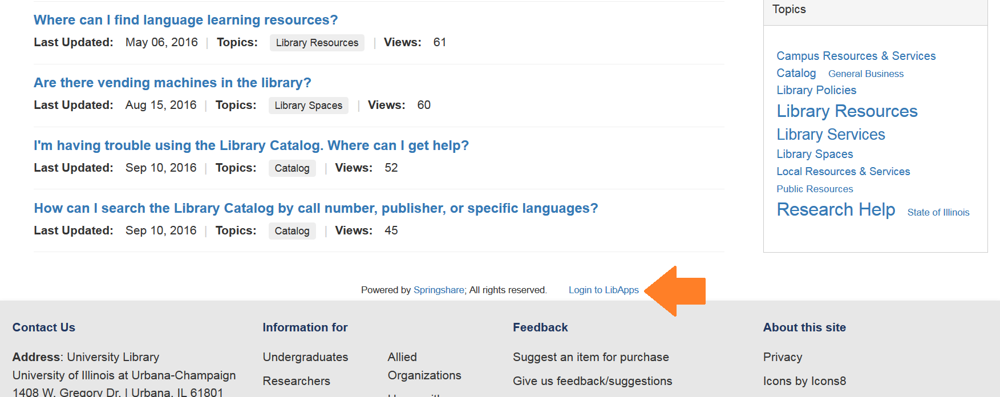 Where can I find language learning resources?
Last Updated: May 06, 2016 | Topics: Library Resources | Views: 61
Are there vending machines in the library?
Last Updated: Aug 15, 2016 | Topics: Library Spaces | Views: 60
I'm having trouble using the Library Catalog. Where can I get help?
Last Updated: Sep 10, 2016 | Topics: Catalog | Views: 52
How can I search the Library Catalog by call number, publisher, or specific languages?
Last Updated: Sep 10, 2016 | Topics: Catalog | Views: 45
Topics
Campus Resources & Services
Catalog General Business
Library Policies
Library Resources
Library Services
Library Spaces
Local Resources & Services
Public Resources
Research Help State of Illinois
Powered by Springshare; All rights reserved. Login to LibApps
Contact Us
Address: University Library
University of Illinois at Urbana-Champaign
1408 W. Gregory Dr. | Urbana, IL 61801
Information for
Undergraduates
Researchers
Allied
Organizations
Feedback
Suggest an item for purchase
Give us feedback/suggestions
About this site
Privacy
Icons by Icons8